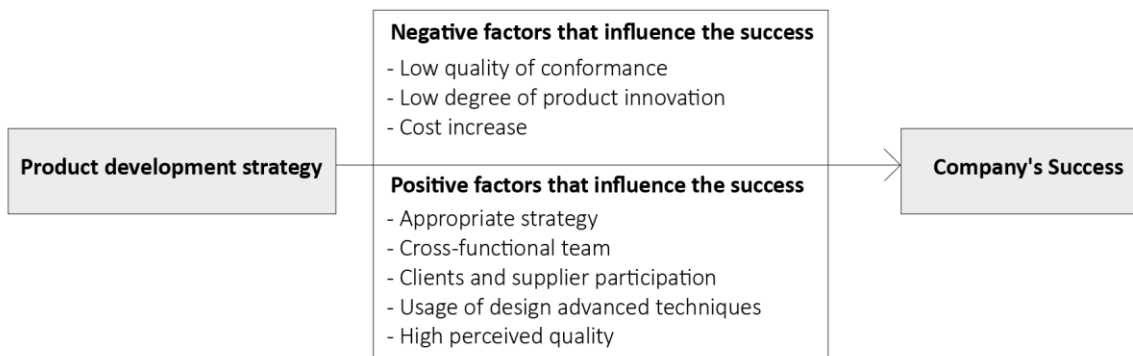 Negative factors that influence the success
- Low quality of conformance
- Low degree of product innovation
- Cost increase
Product development strategy
Company's Success
Positive factors that influence the success
- Appropriate strategy
- Cross-functional team
- Clients and supplier participation
- Usage of design advanced techniques
- High perceived quality